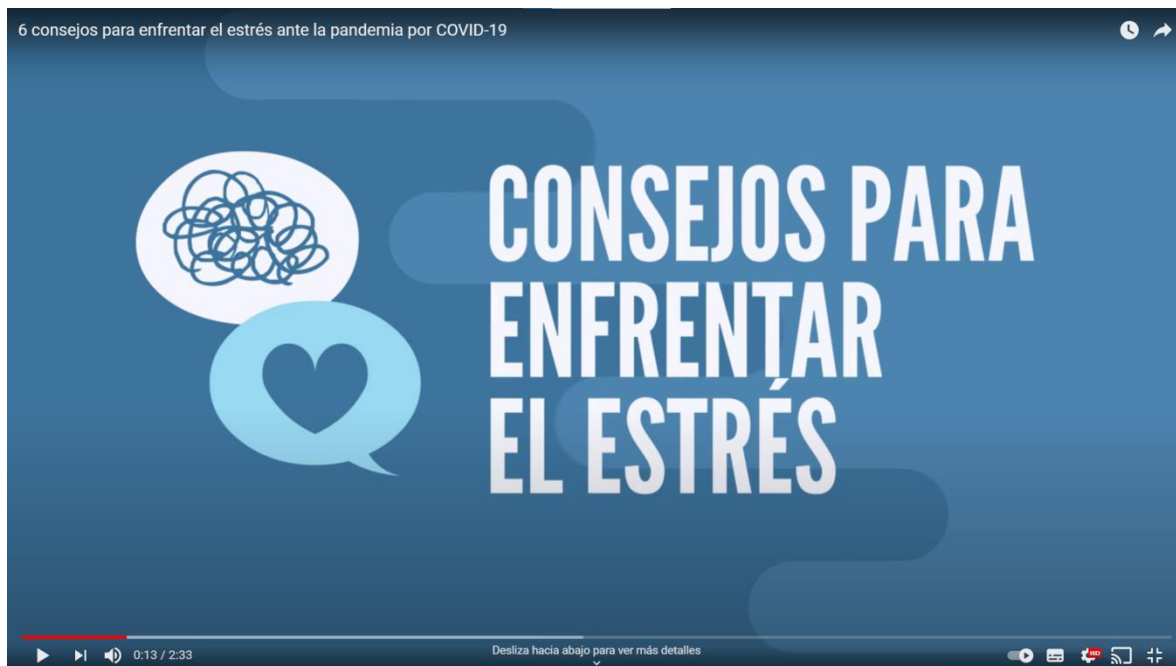 6 consejos para enfrentar el estrés ante la pandemia por COVID-19
CONSEJOS PARA
ENFRENTAR
EL ESTRÉS
0:13 / 2:33
Desliza hacia abajo para ver más detalles
HD